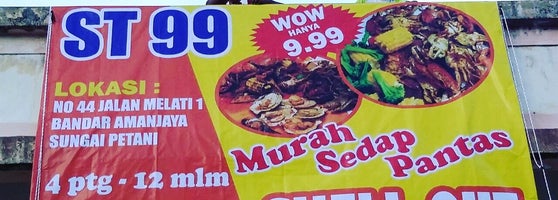 ST 99
WOW
HANYA
9.99
LOKASI :
NO 44 JALAN MELATI 1
BANDAR AMANJAYA
SUNGAI PETANI
4 ptg - 12 mlm
Murah
Sedap
Pantas